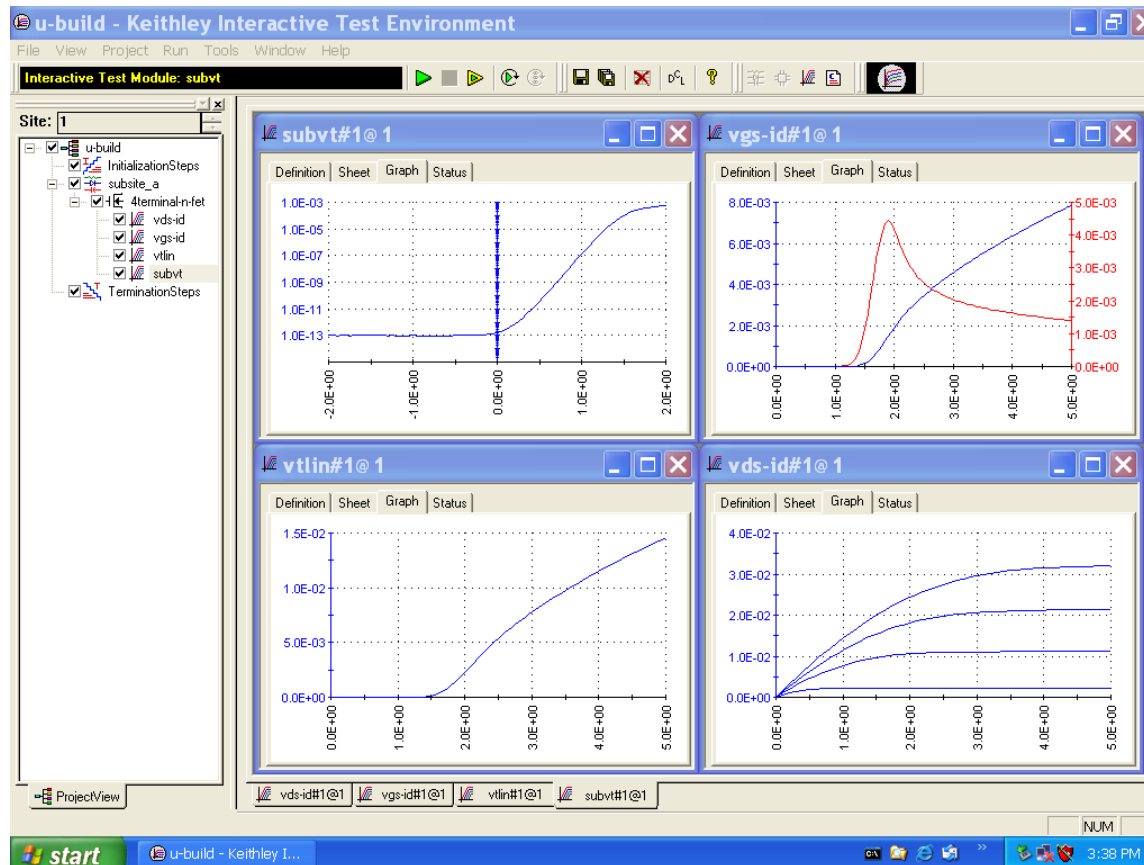 u-build - Keithley Interactive Test Environment
File View Project Run Tools Window Help
Interactive Test Module: subvt
Site: 1
u-build
InitializationSteps
subsite_a
4terminal-n-fet
vds-id
vgs-id
vtlin
subvt
TerminationSteps
ProjectView
subvt#1@ 1
Definition Sheet Graph Status
1.0E-03
1.0E-05
1.0E-07
1.0E-09
1.0E-11
1.0E-13
-2.0E+00 -1.0E+00 0.0E+00 1.0E+00 2.0E+00
vgs-id#1@ 1
Definition Sheet Graph Status
8.0E-03 5.0E-03
6.0E-03 4.0E-03
4.0E-03 3.0E-03
2.0E-03 2.0E-03
1.0E-03
0.0E+00 0.0E+00
0.0E+00 1.0E+00 2.0E+00 3.0E+00 4.0E+00 5.0E+00
vtlin#1@ 1
Definition Sheet Graph Status
1.5E-02
1.0E-02
5.0E-03
0.0E+00
0.0E+00 1.0E+00 2.0E+00 3.0E+00 4.0E+00 5.0E+00
vds-id#1@ 1
Definition Sheet Graph Status
4.0E-02
3.0E-02
2.0E-02
1.0E-02
0.0E+00
0.0E+00 1.0E+00 2.0E+00 3.0E+00 4.0E+00 5.0E+00
vds-id#1@1 vgs-id#1@1 vtlin#1@1 subvt#1@1
NUM
start u-build - Keithley I... 3:38 PM